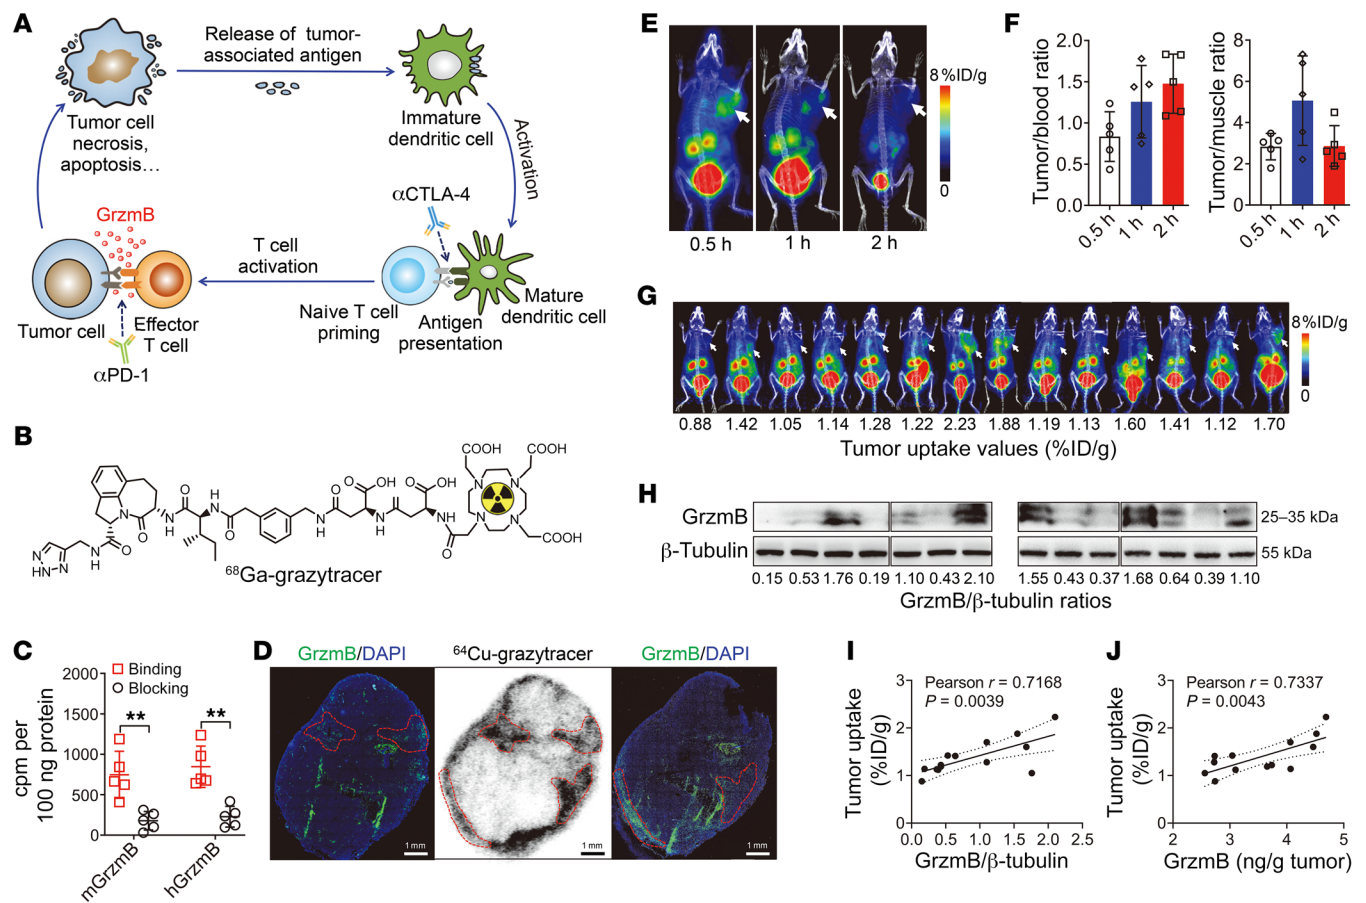 A
Release of tumor-
associated antigen
Tumor cell
necrosis,
apoptosis…
Immature
dendritic cell
Activation
αCTLA-4
GrzmB
T cell
activation
Tumor cell
Effector
T cell
Naive T cell
priming
Antigen
presentation
Mature
dendritic cell
αPD-1
B
COOH
COOH
COOH
COOH
N
N
N
N
O
OH
O
OH
O
H
N
O
O
O
O
N
H
O
N
H
N
H
N
H
O
N
O
H
N
O
N
N
HN
68Ga-grazytracer
C
Binding
Blocking
cpm per
100 ng protein
2000
1500
1000
500
0
**
**
mGrzmB
hGrzmB
D
GrzmB/DAPI
64Cu-grazytracer
GrzmB/DAPI
1 mm
1 mm
1 mm
E
8 %ID/g
0
0.5 h
1 h
2 h
F
Tumor/blood ratio
2.0
1.5
1.0
0.5
0.0
0.5 h
1 h
2 h
Tumor/muscle ratio
8
6
4
2
0
0.5 h
1 h
2 h
G
8%ID/g
0
0.88 1.42 1.05 1.14 1.28 1.22 2.23 1.88 1.19 1.13 1.60 1.41 1.12 1.70
Tumor uptake values (%ID/g)
H
GrzmB
25–35 kDa
β-Tubulin
55 kDa
0.15 0.53 1.76 0.19 1.10 0.43 2.10 1.55 0.43 0.37 1.68 0.64 0.39 1.10
GrzmB/β-tubulin ratios
I
Pearson r = 0.7168
P = 0.0039
Tumor uptake
(%ID/g)
3
2
1
0
0.0 0.5 1.0 1.5 2.0 2.5
GrzmB/β-tubulin
J
Pearson r = 0.7337
P = 0.0043
Tumor uptake
(%ID/g)
3
2
1
0
2 3 4 5
GrzmB (ng/g tumor)